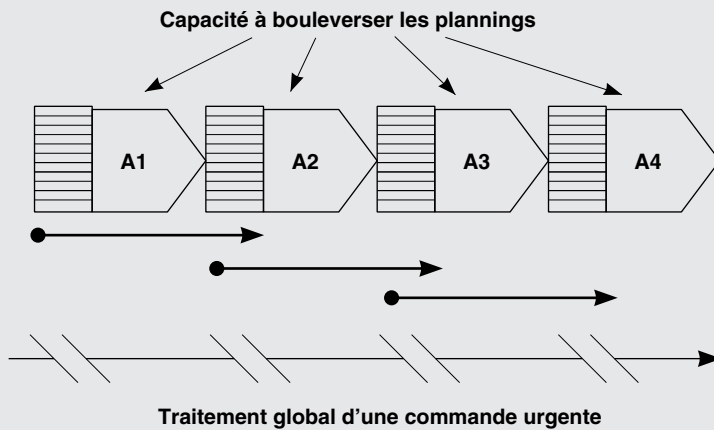 Capacité à bouleverser les plannings
A1 A2 A3 A4
Traitement global d'une commande urgente